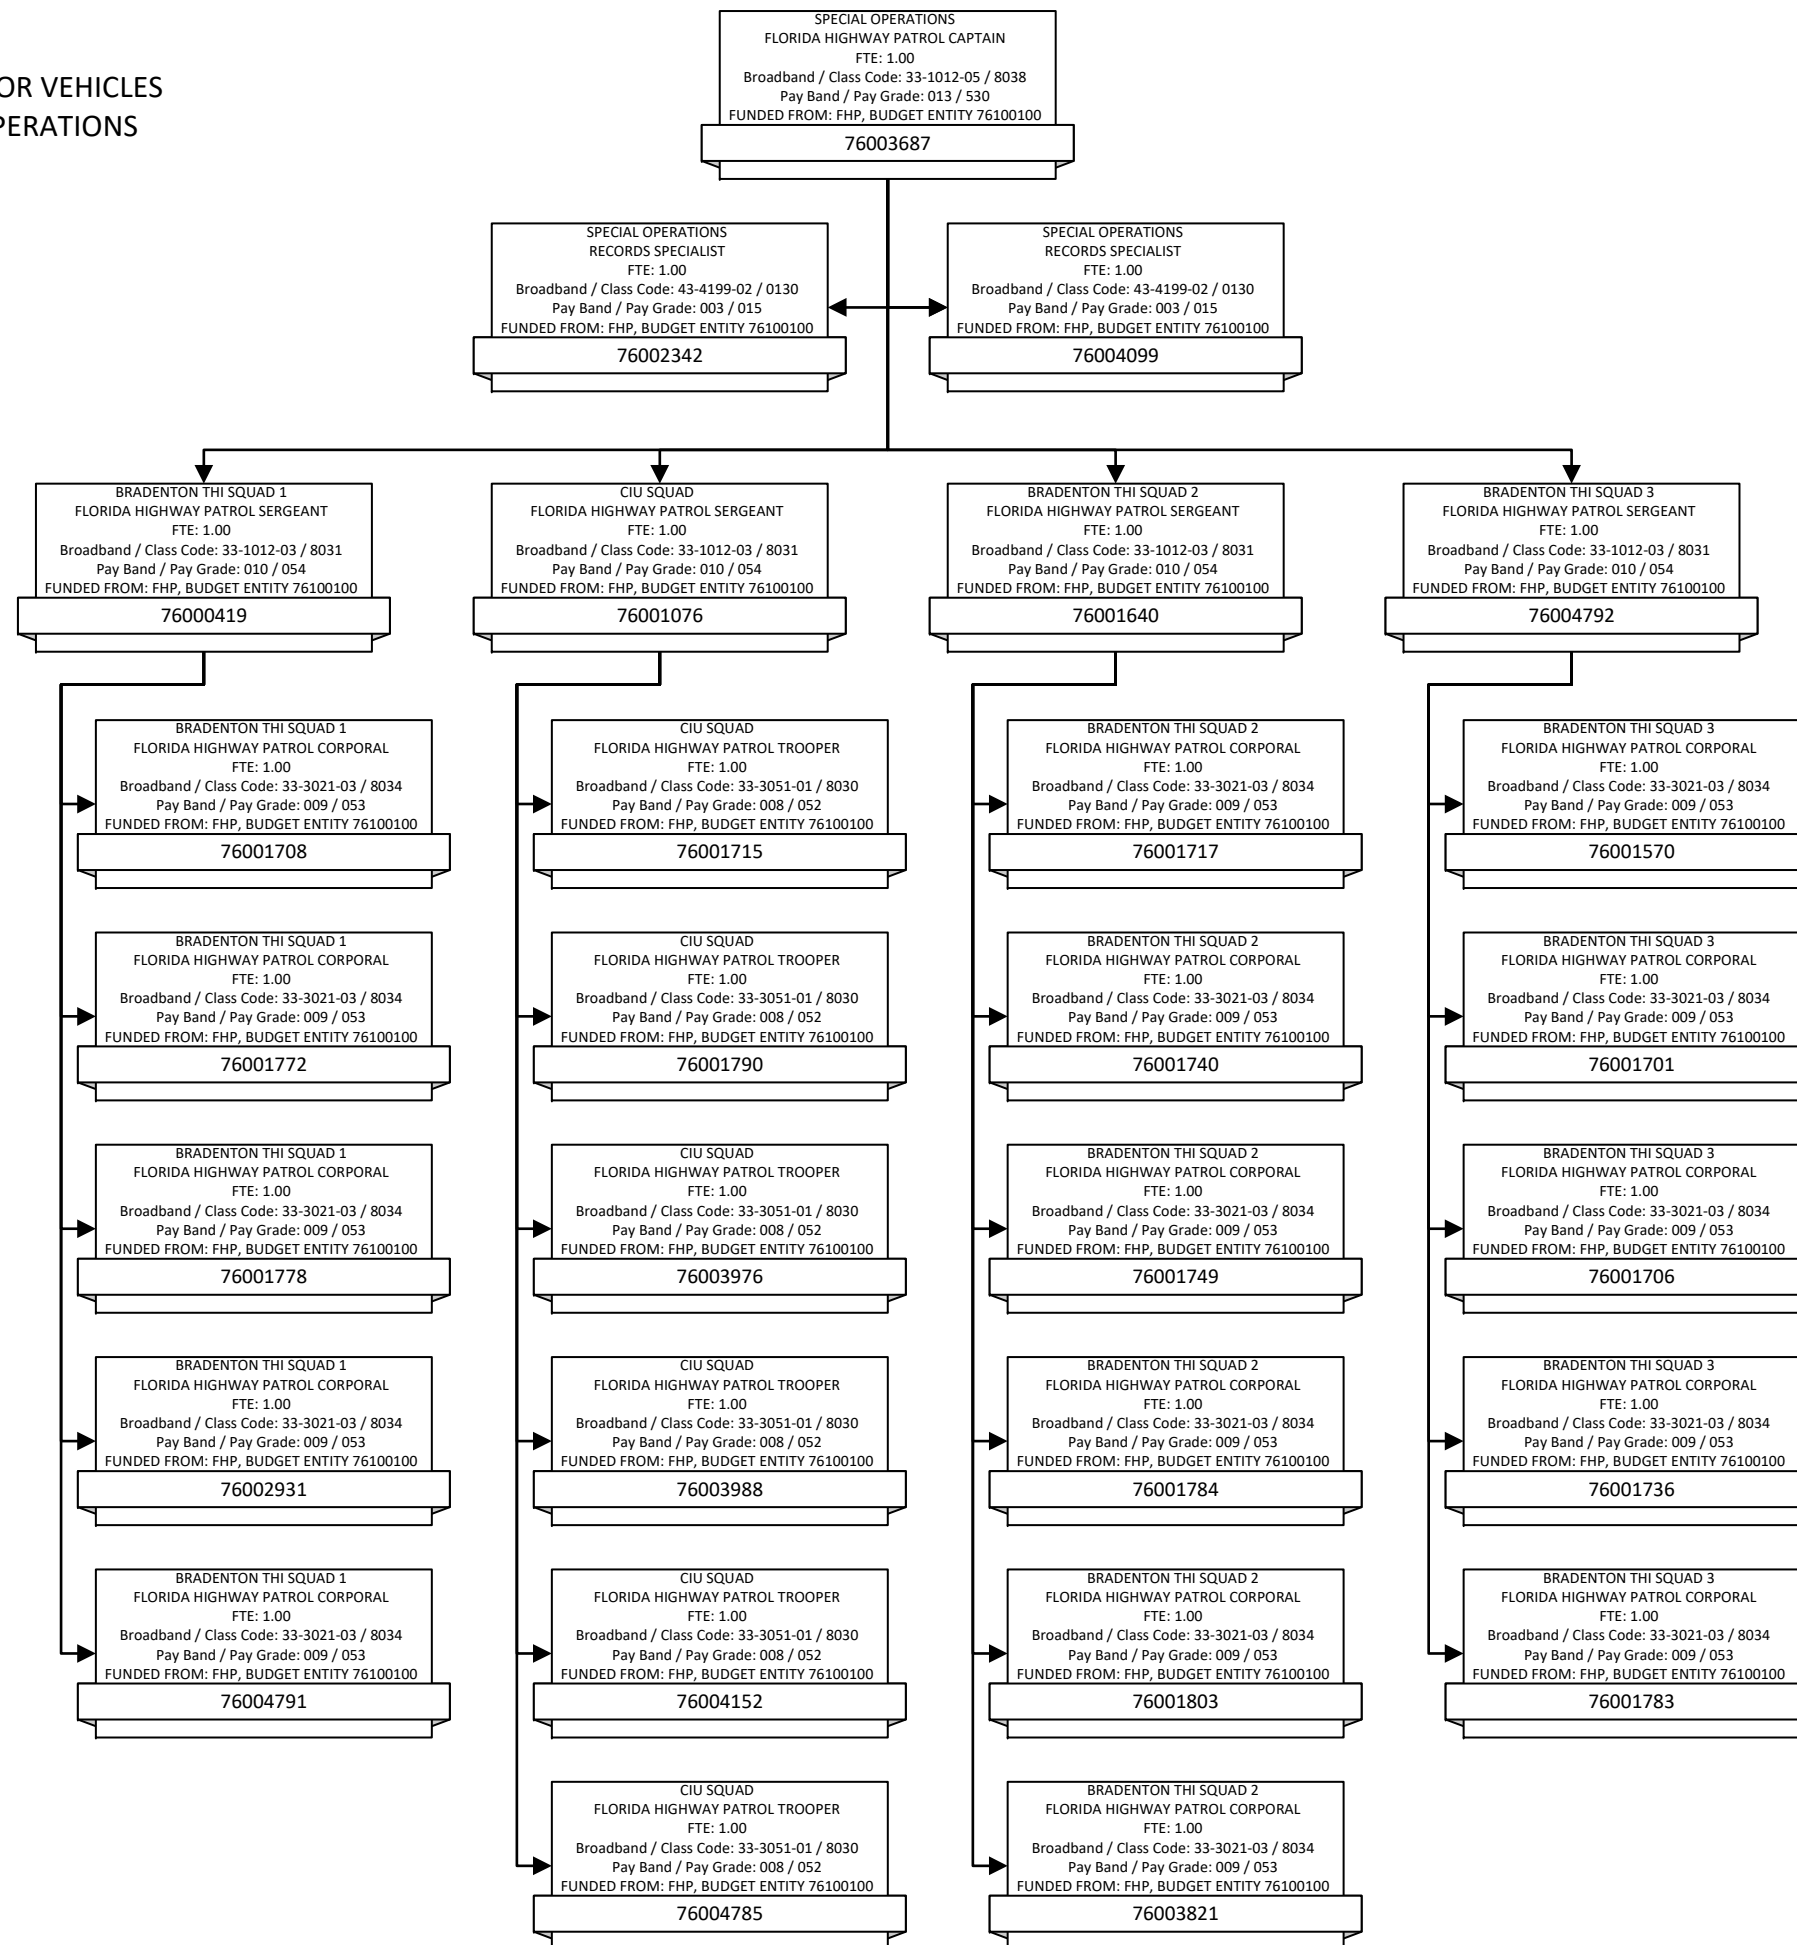 OR VEHICLES
PERATIONS
SPECIAL OPERATIONS
FLORIDA HIGHWAY PATROL CAPTAIN
FTE: 1.00
Broadband / Class Code: 33-1012-05 / 8038
Pay Band / Pay Grade: 013 / 530
FUNDED FROM: FHP, BUDGET ENTITY 76100100
76003687
SPECIAL OPERATIONS
RECORDS SPECIALIST
FTE: 1.00
Broadband / Class Code: 43-4199-02 / 0130
Pay Band / Pay Grade: 003 / 015
FUNDED FROM: FHP, BUDGET ENTITY 76100100
76002342
SPECIAL OPERATIONS
RECORDS SPECIALIST
FTE: 1.00
Broadband / Class Code: 43-4199-02 / 0130
Pay Band / Pay Grade: 003 / 015
FUNDED FROM: FHP, BUDGET ENTITY 76100100
76004099
BRADENTON THI SQUAD 1
FLORIDA HIGHWAY PATROL SERGEANT
FTE: 1.00
Broadband / Class Code: 33-1012-03 / 8031
Pay Band / Pay Grade: 010 / 054
FUNDED FROM: FHP, BUDGET ENTITY 76100100
76000419
CIU SQUAD
FLORIDA HIGHWAY PATROL SERGEANT
FTE: 1.00
Broadband / Class Code: 33-1012-03 / 8031
Pay Band / Pay Grade: 010 / 054
FUNDED FROM: FHP, BUDGET ENTITY 76100100
76001076
BRADENTON THI SQUAD 2
FLORIDA HIGHWAY PATROL SERGEANT
FTE: 1.00
Broadband / Class Code: 33-1012-03 / 8031
Pay Band / Pay Grade: 010 / 054
FUNDED FROM: FHP, BUDGET ENTITY 76100100
76001640
BRADENTON THI SQUAD 3
FLORIDA HIGHWAY PATROL SERGEANT
FTE: 1.00
Broadband / Class Code: 33-1012-03 / 8031
Pay Band / Pay Grade: 010 / 054
FUNDED FROM: FHP, BUDGET ENTITY 76100100
76004792
BRADENTON THI SQUAD 1
FLORIDA HIGHWAY PATROL CORPORAL
FTE: 1.00
Broadband / Class Code: 33-3021-03 / 8034
Pay Band / Pay Grade: 009 / 053
FUNDED FROM: FHP, BUDGET ENTITY 76100100
76001708
CIU SQUAD
FLORIDA HIGHWAY PATROL TROOPER
FTE: 1.00
Broadband / Class Code: 33-3051-01 / 8030
Pay Band / Pay Grade: 008 / 052
FUNDED FROM: FHP, BUDGET ENTITY 76100100
76001715
BRADENTON THI SQUAD 2
FLORIDA HIGHWAY PATROL CORPORAL
FTE: 1.00
Broadband / Class Code: 33-3021-03 / 8034
Pay Band / Pay Grade: 009 / 053
FUNDED FROM: FHP, BUDGET ENTITY 76100100
76001717
BRADENTON THI SQUAD 3
FLORIDA HIGHWAY PATROL CORPORAL
FTE: 1.00
Broadband / Class Code: 33-3021-03 / 8034
Pay Band / Pay Grade: 009 / 053
FUNDED FROM: FHP, BUDGET ENTITY 76100100
76001570
BRADENTON THI SQUAD 1
FLORIDA HIGHWAY PATROL CORPORAL
FTE: 1.00
Broadband / Class Code: 33-3021-03 / 8034
Pay Band / Pay Grade: 009 / 053
FUNDED FROM: FHP, BUDGET ENTITY 76100100
76001772
CIU SQUAD
FLORIDA HIGHWAY PATROL TROOPER
FTE: 1.00
Broadband / Class Code: 33-3051-01 / 8030
Pay Band / Pay Grade: 008 / 052
FUNDED FROM: FHP, BUDGET ENTITY 76100100
76001790
BRADENTON THI SQUAD 2
FLORIDA HIGHWAY PATROL CORPORAL
FTE: 1.00
Broadband / Class Code: 33-3021-03 / 8034
Pay Band / Pay Grade: 009 / 053
FUNDED FROM: FHP, BUDGET ENTITY 76100100
76001740
BRADENTON THI SQUAD 3
FLORIDA HIGHWAY PATROL CORPORAL
FTE: 1.00
Broadband / Class Code: 33-3021-03 / 8034
Pay Band / Pay Grade: 009 / 053
FUNDED FROM: FHP, BUDGET ENTITY 76100100
76001701
BRADENTON THI SQUAD 1
FLORIDA HIGHWAY PATROL CORPORAL
FTE: 1.00
Broadband / Class Code: 33-3021-03 / 8034
Pay Band / Pay Grade: 009 / 053
FUNDED FROM: FHP, BUDGET ENTITY 76100100
76001778
CIU SQUAD
FLORIDA HIGHWAY PATROL TROOPER
FTE: 1.00
Broadband / Class Code: 33-3051-01 / 8030
Pay Band / Pay Grade: 008 / 052
FUNDED FROM: FHP, BUDGET ENTITY 76100100
76003976
BRADENTON THI SQUAD 2
FLORIDA HIGHWAY PATROL CORPORAL
FTE: 1.00
Broadband / Class Code: 33-3021-03 / 8034
Pay Band / Pay Grade: 009 / 053
FUNDED FROM: FHP, BUDGET ENTITY 76100100
76001749
BRADENTON THI SQUAD 3
FLORIDA HIGHWAY PATROL CORPORAL
FTE: 1.00
Broadband / Class Code: 33-3021-03 / 8034
Pay Band / Pay Grade: 009 / 053
FUNDED FROM: FHP, BUDGET ENTITY 76100100
76001706
BRADENTON THI SQUAD 1
FLORIDA HIGHWAY PATROL CORPORAL
FTE: 1.00
Broadband / Class Code: 33-3021-03 / 8034
Pay Band / Pay Grade: 009 / 053
FUNDED FROM: FHP, BUDGET ENTITY 76100100
76002931
CIU SQUAD
FLORIDA HIGHWAY PATROL TROOPER
FTE: 1.00
Broadband / Class Code: 33-3051-01 / 8030
Pay Band / Pay Grade: 008 / 052
FUNDED FROM: FHP, BUDGET ENTITY 76100100
76003988
BRADENTON THI SQUAD 2
FLORIDA HIGHWAY PATROL CORPORAL
FTE: 1.00
Broadband / Class Code: 33-3021-03 / 8034
Pay Band / Pay Grade: 009 / 053
FUNDED FROM: FHP, BUDGET ENTITY 76100100
76001784
BRADENTON THI SQUAD 3
FLORIDA HIGHWAY PATROL CORPORAL
FTE: 1.00
Broadband / Class Code: 33-3021-03 / 8034
Pay Band / Pay Grade: 009 / 053
FUNDED FROM: FHP, BUDGET ENTITY 76100100
76001736
BRADENTON THI SQUAD 1
FLORIDA HIGHWAY PATROL CORPORAL
FTE: 1.00
Broadband / Class Code: 33-3021-03 / 8034
Pay Band / Pay Grade: 009 / 053
FUNDED FROM: FHP, BUDGET ENTITY 76100100
76004791
CIU SQUAD
FLORIDA HIGHWAY PATROL TROOPER
FTE: 1.00
Broadband / Class Code: 33-3051-01 / 8030
Pay Band / Pay Grade: 008 / 052
FUNDED FROM: FHP, BUDGET ENTITY 76100100
76004152
BRADENTON THI SQUAD 2
FLORIDA HIGHWAY PATROL CORPORAL
FTE: 1.00
Broadband / Class Code: 33-3021-03 / 8034
Pay Band / Pay Grade: 009 / 053
FUNDED FROM: FHP, BUDGET ENTITY 76100100
76001803
BRADENTON THI SQUAD 3
FLORIDA HIGHWAY PATROL CORPORAL
FTE: 1.00
Broadband / Class Code: 33-3021-03 / 8034
Pay Band / Pay Grade: 009 / 053
FUNDED FROM: FHP, BUDGET ENTITY 76100100
76001783
CIU SQUAD
FLORIDA HIGHWAY PATROL TROOPER
FTE: 1.00
Broadband / Class Code: 33-3051-01 / 8030
Pay Band / Pay Grade: 008 / 052
FUNDED FROM: FHP, BUDGET ENTITY 76100100
76004785
BRADENTON THI SQUAD 2
FLORIDA HIGHWAY PATROL CORPORAL
FTE: 1.00
Broadband / Class Code: 33-3021-03 / 8034
Pay Band / Pay Grade: 009 / 053
FUNDED FROM: FHP, BUDGET ENTITY 76100100
76003821